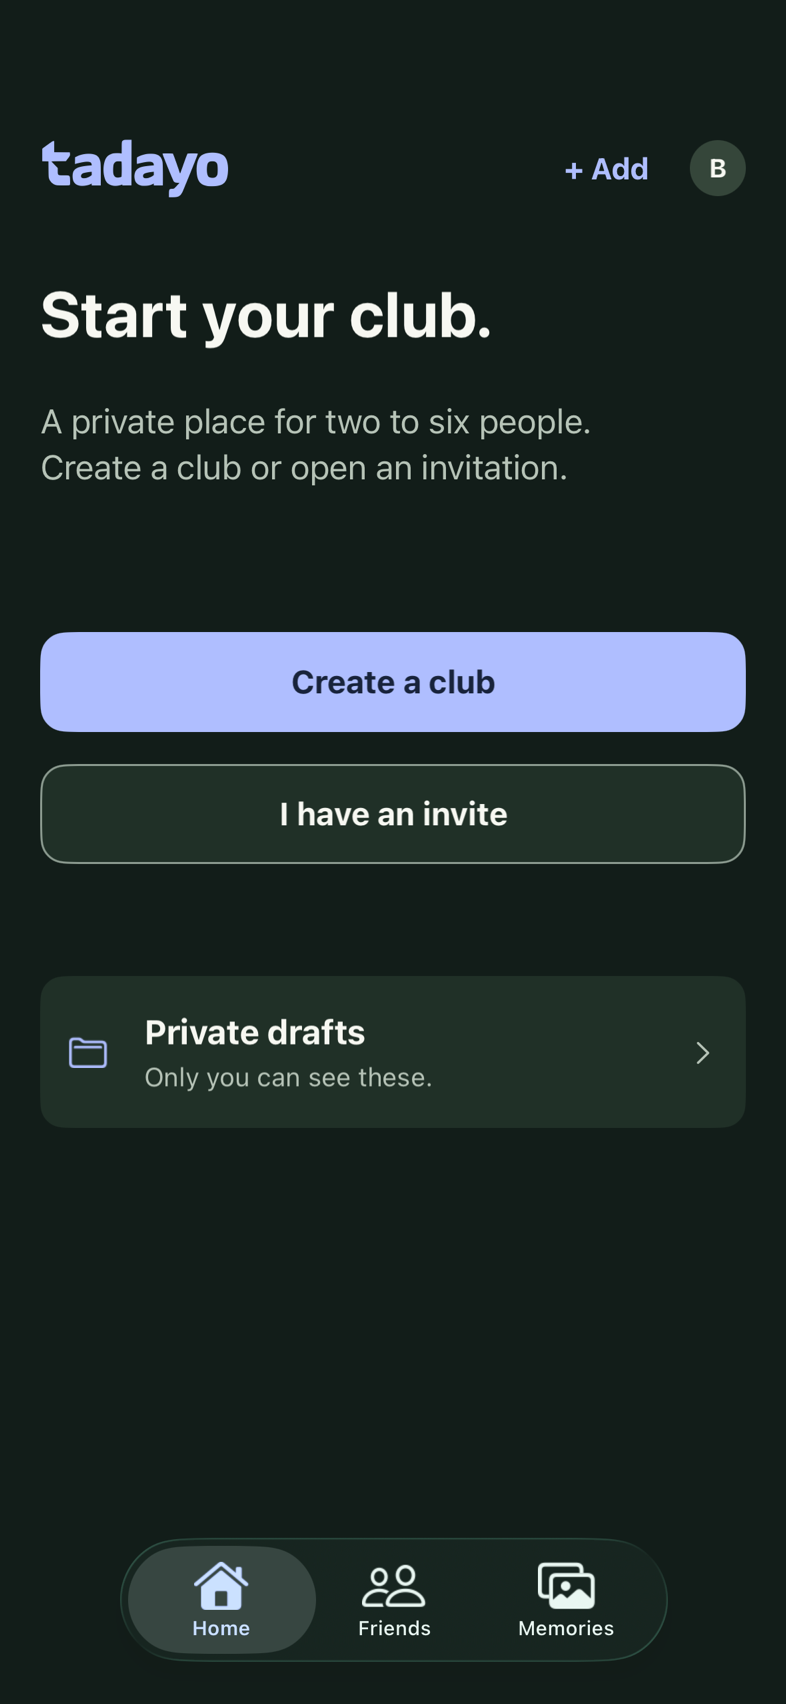 tadayo
+ Add
B
Start your club.
A private place for two to six people.
Create a club or open an invitation.
Create a club
I have an invite
Private drafts
Only you can see these.
Home
Friends
Memories